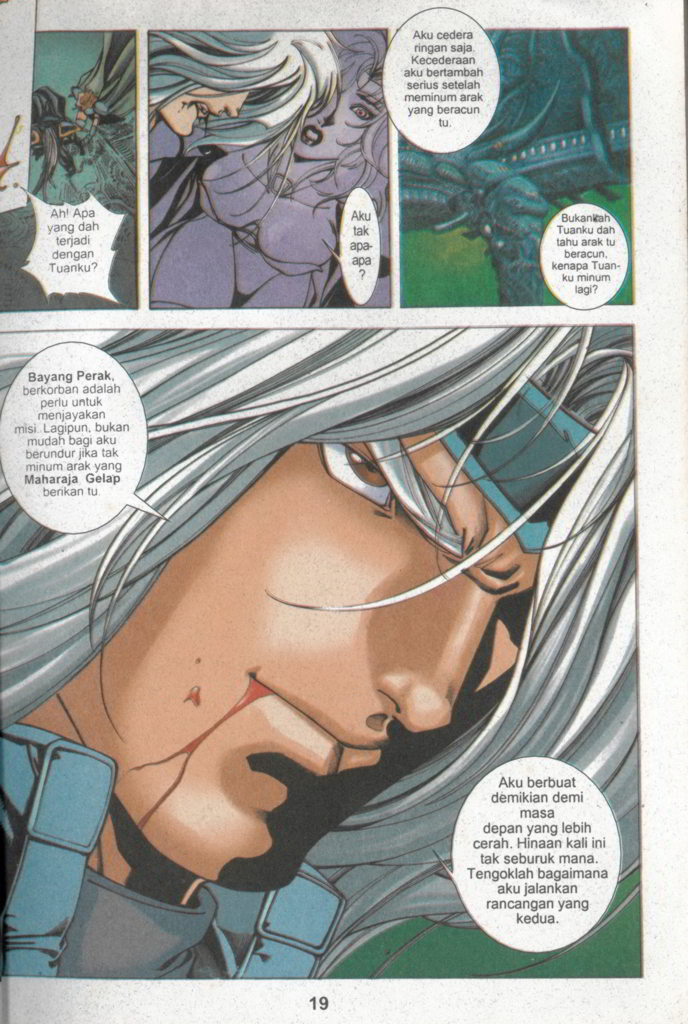 Ah! Apa
yang dah
terjadi
dengan
Tuanku?
Aku
tak
apa-
apa
?
Aku cedera
ringan saja.
Kecederaan
aku bertambah
serius setelah
meminum arak
yang beracun
tu.
Bukankah
Tuanku dah
tahu arak tu
beracun,
kenapa Tuan-
ku minum
lagi?
Bayang Perak,
berkorban adalah
perlu untuk
menjayakan
misi. Lagipun, bukan
mudah bagi aku
berundur jika tak
minum arak yang
Maharaja Gelap
berikan tu.
Aku berbuat
demikian demi
masa
depan yang lebih
cerah. Hinaan kali ini
tak seburuk mana.
Tengoklah bagaimana
aku jalankan
rancangan yang
kedua.
19